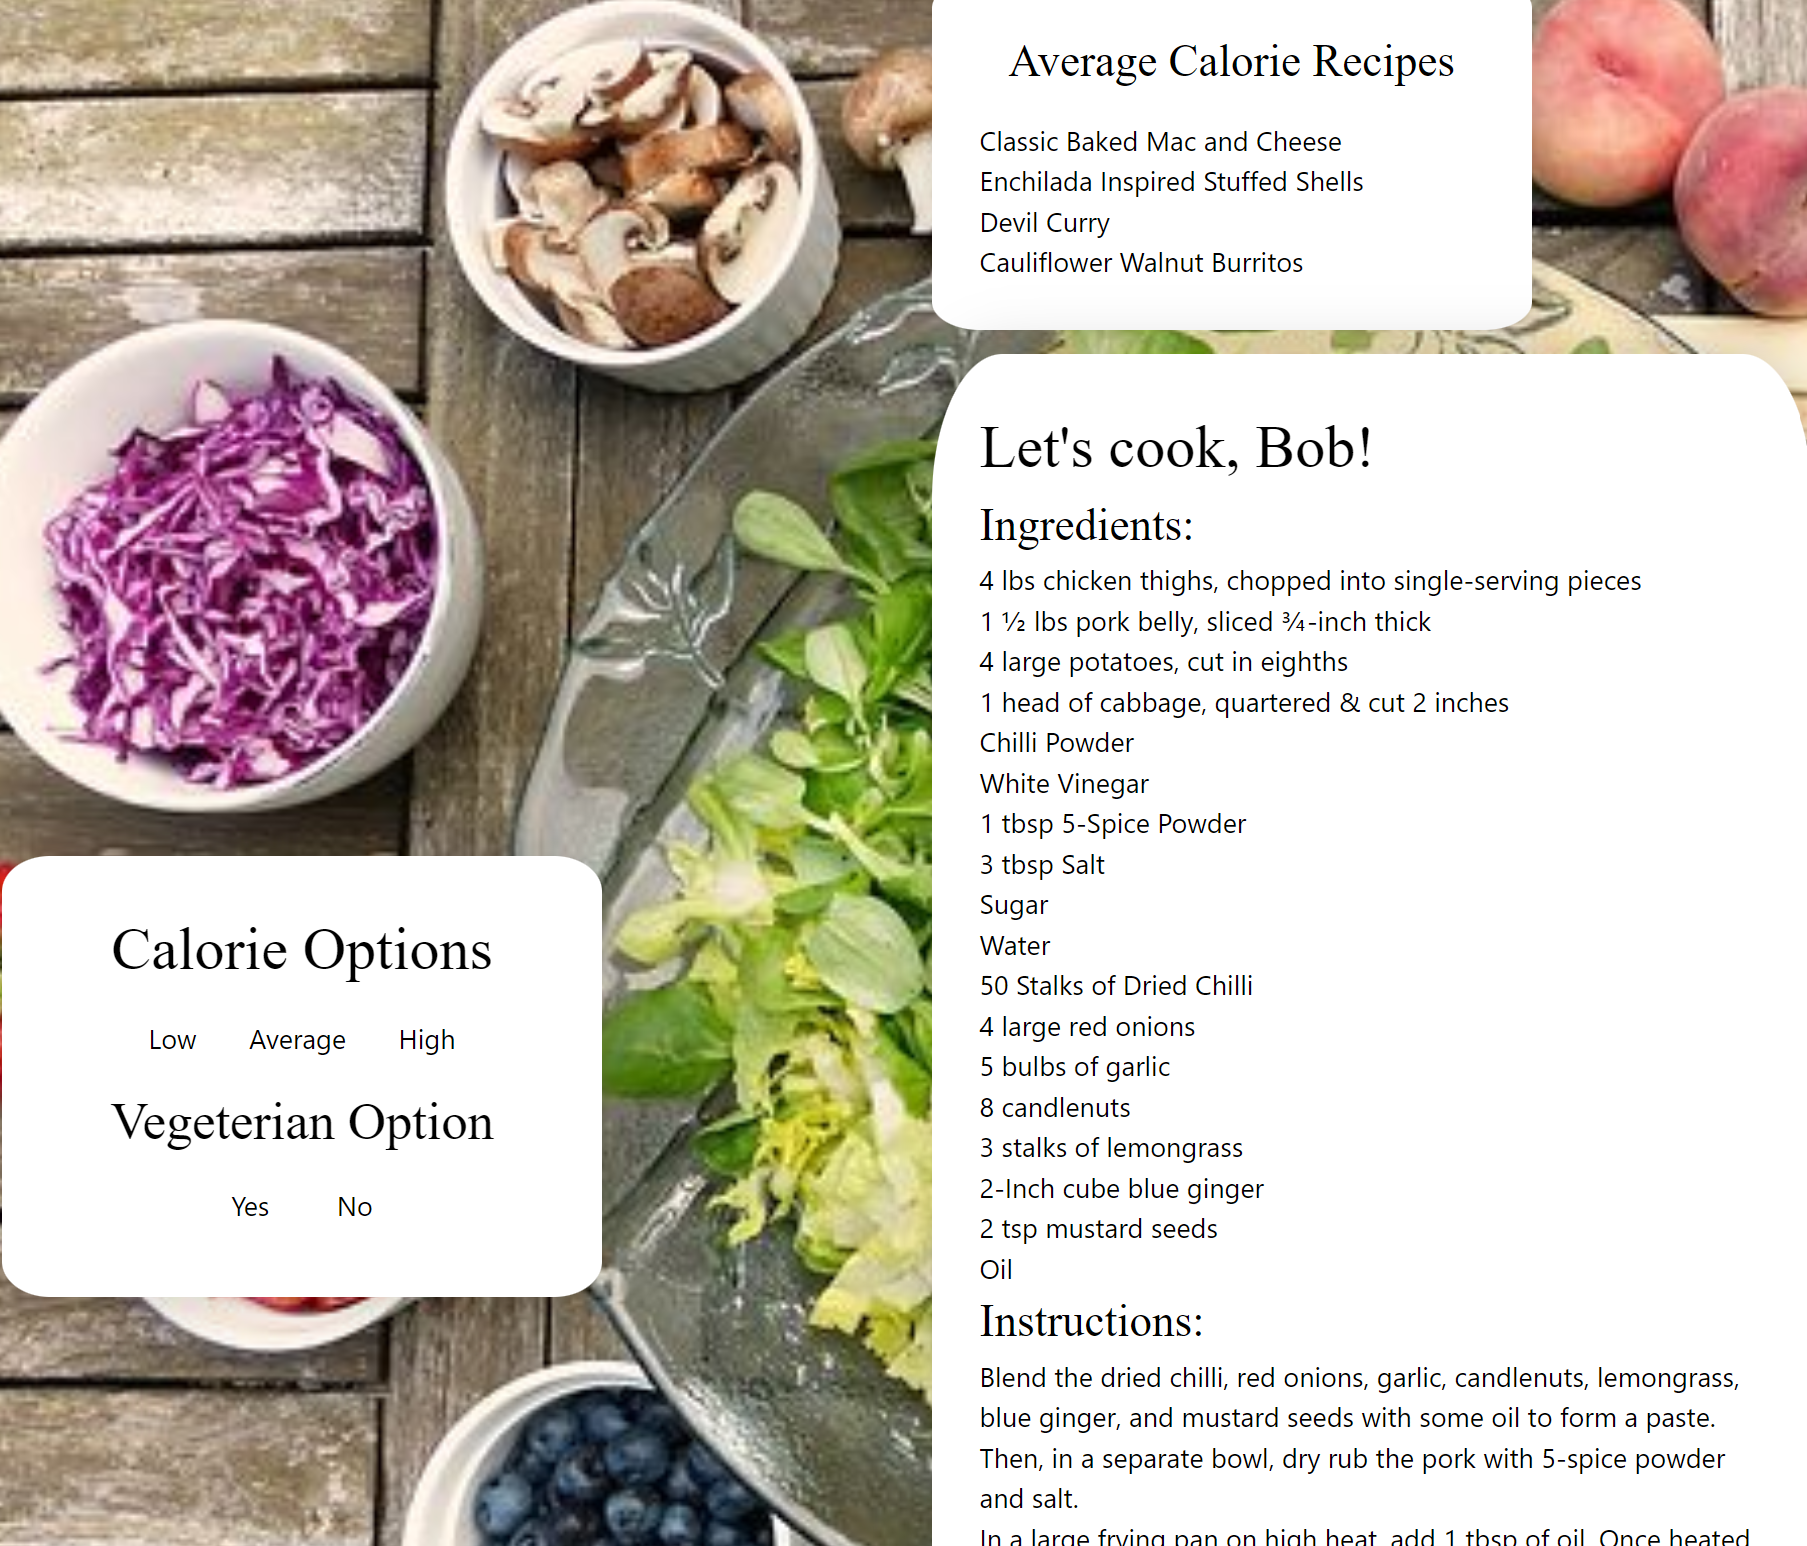 Average Calorie Recipes
Classic Baked Mac and Cheese
Enchilada Inspired Stuffed Shells
Devil Curry
Cauliflower Walnut Burritos
Let's cook, Bob!
Ingredients:
4 lbs chicken thighs, chopped into single-serving pieces
1 ½ lbs pork belly, sliced ¾-inch thick
4 large potatoes, cut in eighths
1 head of cabbage, quartered & cut 2 inches
Chilli Powder
White Vinegar
1 tbsp 5-Spice Powder
3 tbsp Salt
Sugar
Water
50 Stalks of Dried Chilli
4 large red onions
5 bulbs of garlic
8 candlenuts
3 stalks of lemongrass
2-Inch cube blue ginger
2 tsp mustard seeds
Oil
Instructions:
Blend the dried chilli, red onions, garlic, candlenuts, lemongrass,
blue ginger, and mustard seeds with some oil to form a paste.
Then, in a separate bowl, dry rub the pork with 5-spice powder
and salt.
In a large frying pan on high heat, add 1 tbsp of oil. Once heated
Calorie Options
Low Average High
Vegeterian Option
Yes No